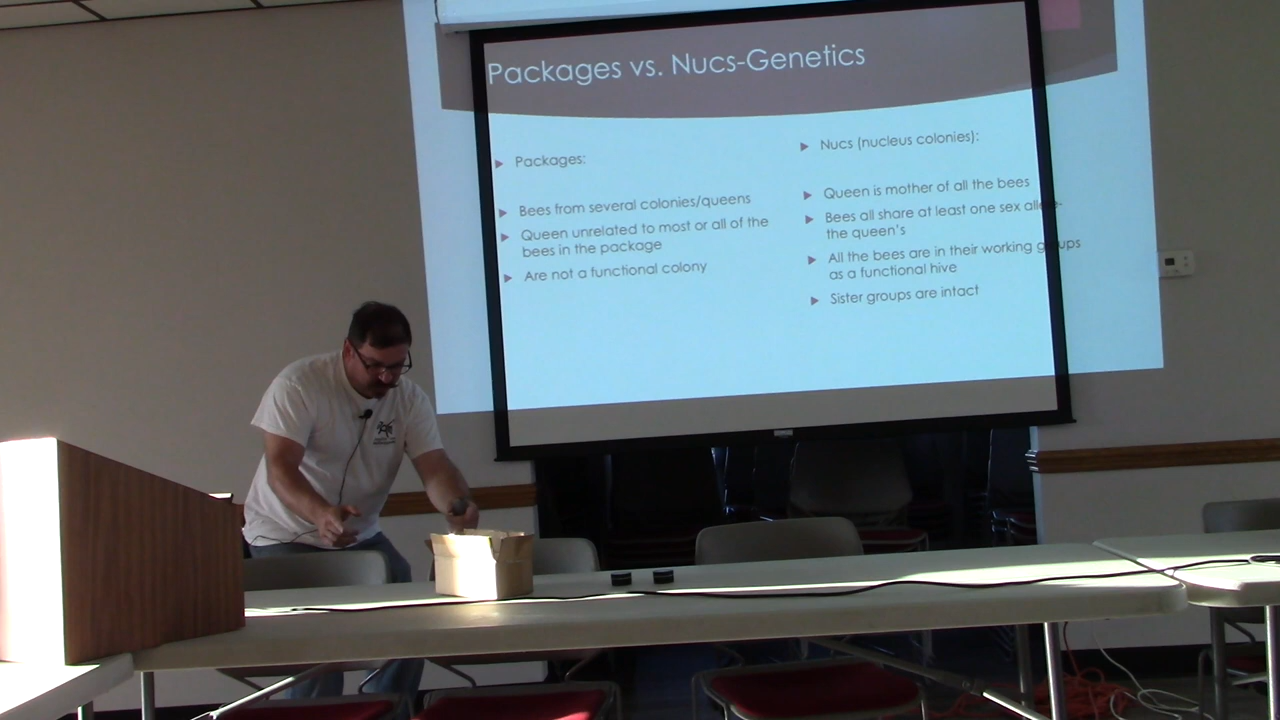 Packages vs. Nucs-Genetics
Packages:
Bees from several colonies/queens
Queen unrelated to most or all of the
bees in the package
Are not a functional colony
Nucs (nucleus colonies):
Queen is mother of all the bees
Bees all share at least one sex allele-
the queen's
All the bees are in their working groups
as a functional hive
Sister groups are intact